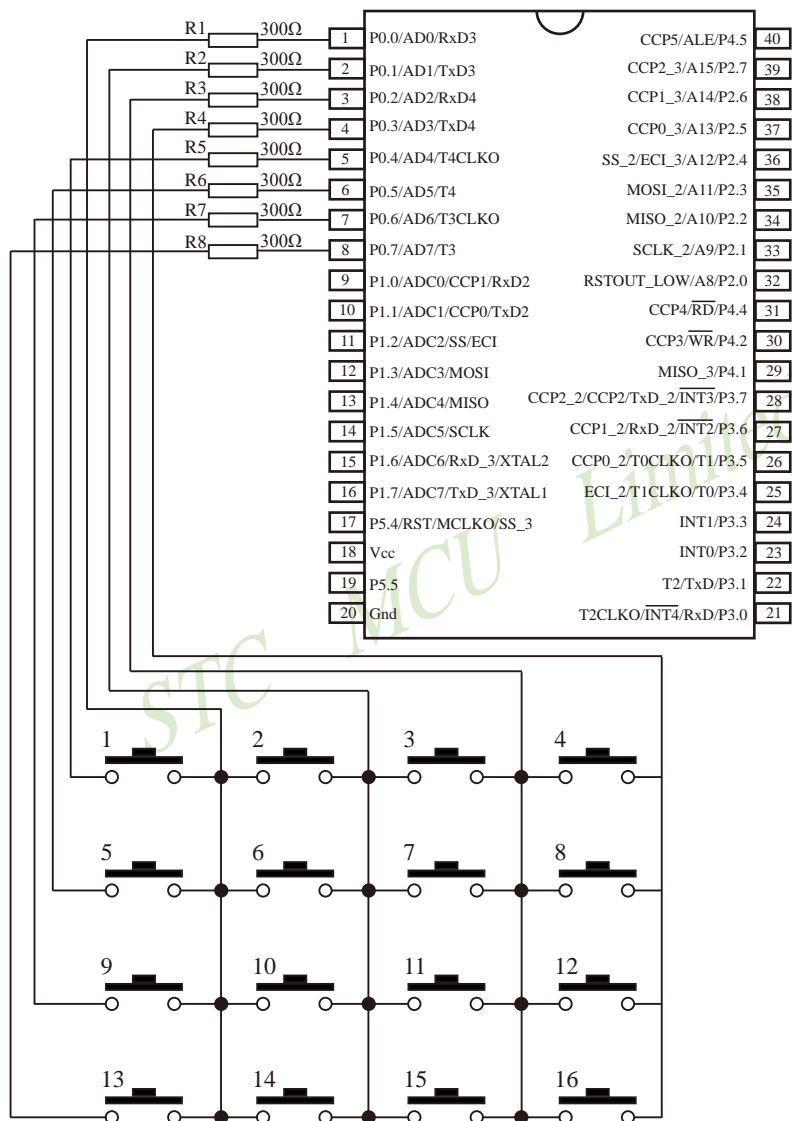 R1 300Ω 1 P0.0/AD0/RxD3 CCP5/ALE/P4.5 40
R2 300Ω 2 P0.1/AD1/TxD3 CCP2_3/A15/P2.7 39
R3 300Ω 3 P0.2/AD2/RxD4 CCP1_3/A14/P2.6 38
R4 300Ω 4 P0.3/AD3/TxD4 CCP0_3/A13/P2.5 37
R5 300Ω 5 P0.4/AD4/T4CLKO SS_2/ECI_3/A12/P2.4 36
R6 300Ω 6 P0.5/AD5/T4 MOSI_2/A11/P2.3 35
R7 300Ω 7 P0.6/AD6/T3CLKO MISO_2/A10/P2.2 34
R8 300Ω 8 P0.7/AD7/T3 SCLK_2/A9/P2.1 33
9 P1.0/ADC0/CCP1/RxD2 RSTOUT_LOW/A8/P2.0 32
10 P1.1/ADC1/CCP0/TxD2 CCP4/RD/P4.4 31
11 P1.2/ADC2/SS/ECI CCP3/WR/P4.2 30
12 P1.3/ADC3/MOSI MISO_3/P4.1 29
13 P1.4/ADC4/MISO CCP2_2/CCP2/TxD_2/INT3/P3.7 28
14 P1.5/ADC5/SCLK CCP1_2/RxD_2/INT2/P3.6 27
15 P1.6/ADC6/RxD_3/XTAL2 CCP0_2/T0CLKO/T1/P3.5 26
16 P1.7/ADC7/TxD_3/XTAL1 ECI_2/T1CLKO/T0/P3.4 25
17 P5.4/RST/MCLKO/SS_3 INT1/P3.3 24
18 Vcc INT0/P3.2 23
19 P5.5 T2/TxD/P3.1 22
20 Gnd T2CLKO/INT4/RxD/P3.0 21
STC MCU Limited
1 2 3 4
5 6 7 8
9 10 11 12
13 14 15 16